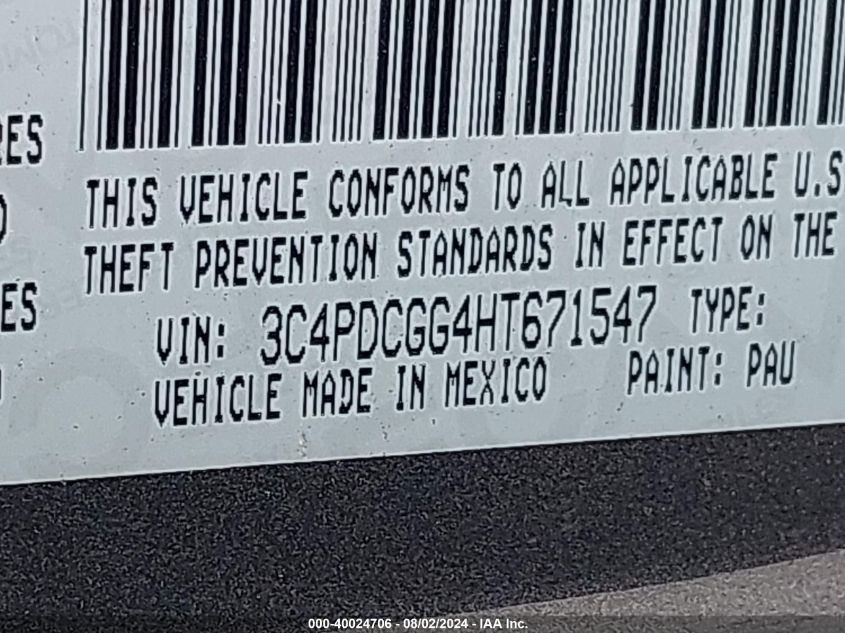 RES
THIS VEHICLE CONFORMS TO ALL APPLICABLE U.S
THEFT PREVENTION STANDARDS IN EFFECT ON THE
ES
VIN: 3C4PDCGG4HT671547 TYPE:
VEHICLE MADE IN MEXICO PAINT: PAU
000-40024706 - 08/02/2024 - IAA Inc.